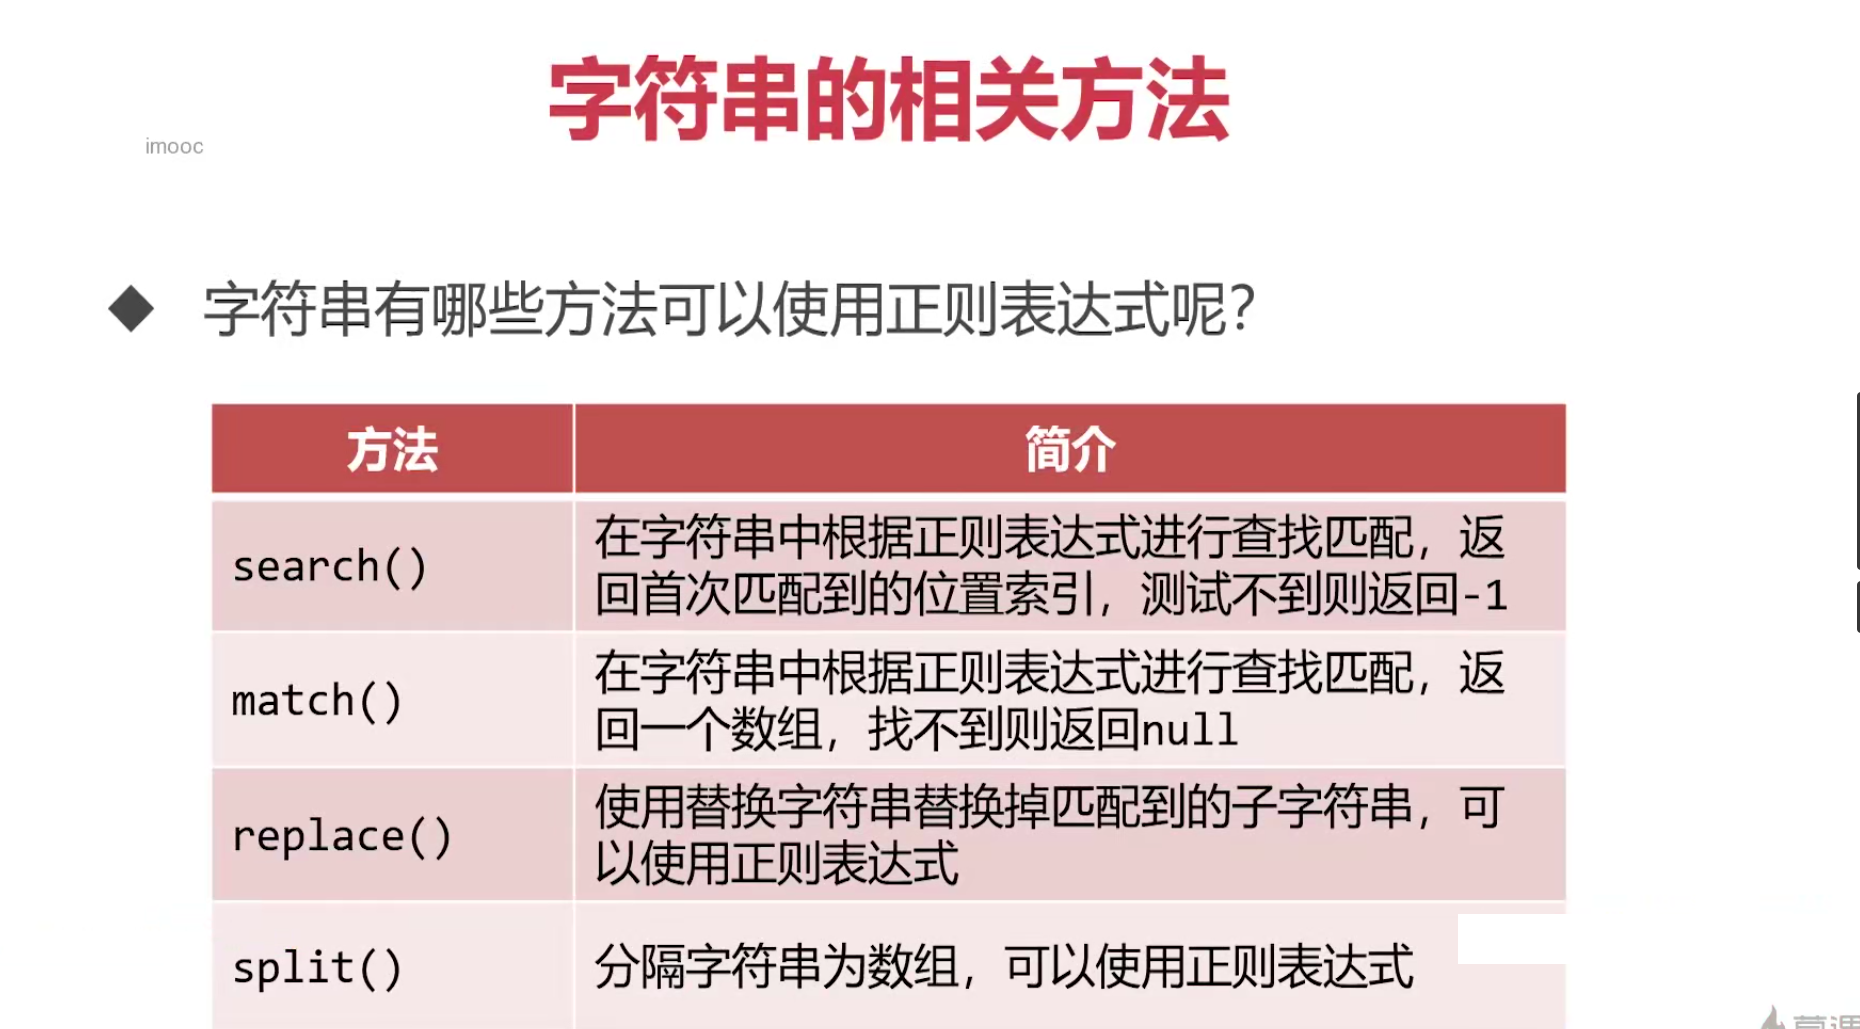 字符串的相关方法
imooc
字符串有哪些方法可以使用正则表达式呢?
方法
简介
search()
在字符串中根据正则表达式进行查找匹配，返
回首次匹配到的位置索引，测试不到则返回-1
match()
在字符串中根据正则表达式进行查找匹配，返
回一个数组，找不到则返回null
replace()
使用替换字符串替换掉匹配到的子字符串，可
以使用正则表达式
split()
分隔字符串为数组，可以使用正则表达式